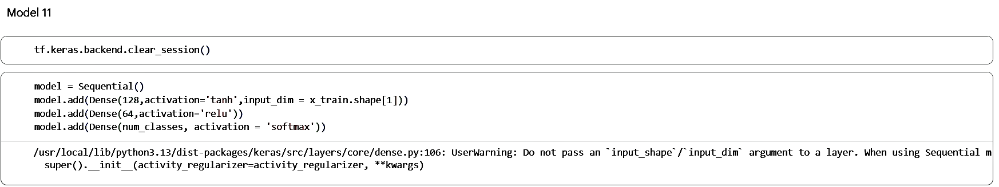 Model 11
tf.keras.backend.clear_session()
model = Sequential()
model.add(Dense(128,activation='tanh',input_dim = x_train.shape[1]))
model.add(Dense(64,activation='relu'))
model.add(Dense(num_classes, activation = 'softmax'))
/usr/local/lib/python3.13/dist-packages/keras/src/layers/core/dense.py:106: UserWarning: Do not pass an `input_shape`/`input_dim` argument to a layer. When using Sequential m
super().__init__(activity_regularizer=activity_regularizer, **kwargs)